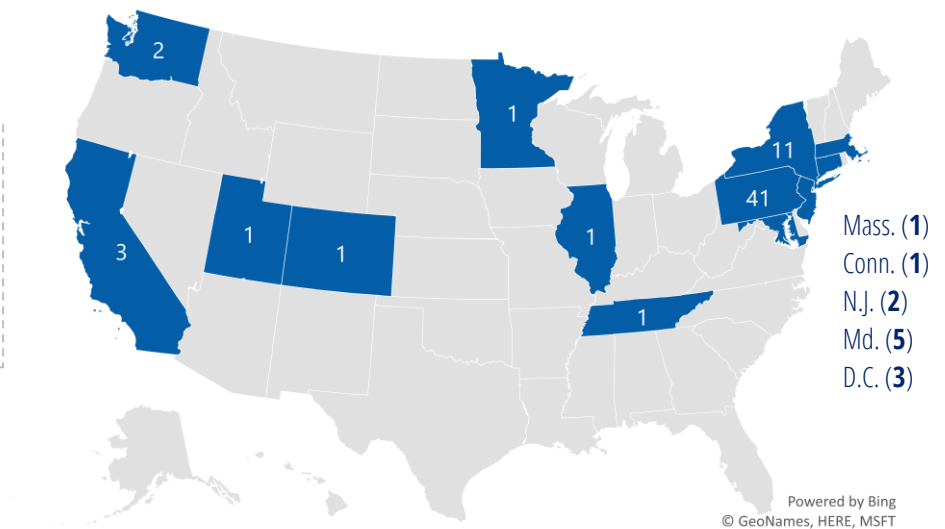 2
1
11
41
3
1
1
1
1
Mass. (1)
Conn. (1)
N.J. (2)
Md. (5)
D.C. (3)
Powered by Bing
© GeoNames, HERE, MSFT